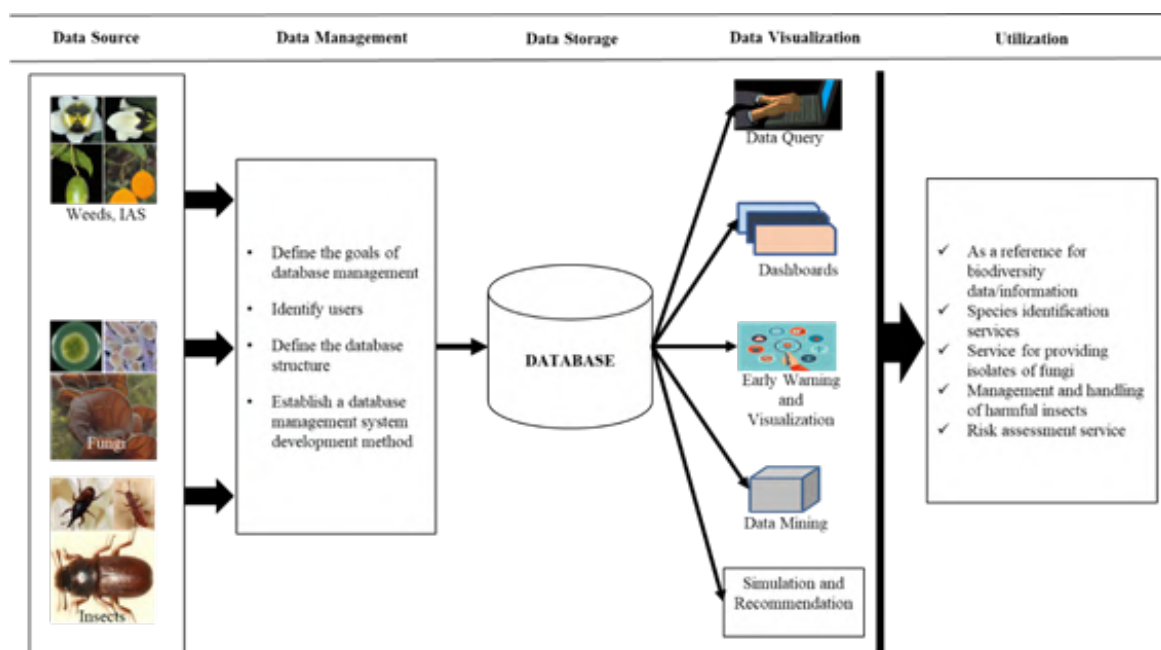 Data Source
Data Management
Data Storage
Data Visualization
Utilization
Weeds, IAS
Fungi
Insects
• Define the goals of
database management
• Identify users
• Define the database
structure
• Establish a database
management system
development method
DATABASE
Data Query
Dashboards
Early Warning
and
Visualization
Data Mining
Simulation and
Recommendation
✓ As a reference for
biodiversity
data/information
✓ Species identification
services
✓ Service for providing
isolates of fungi
✓ Management and handling
of harmful insects
✓ Risk assessment service